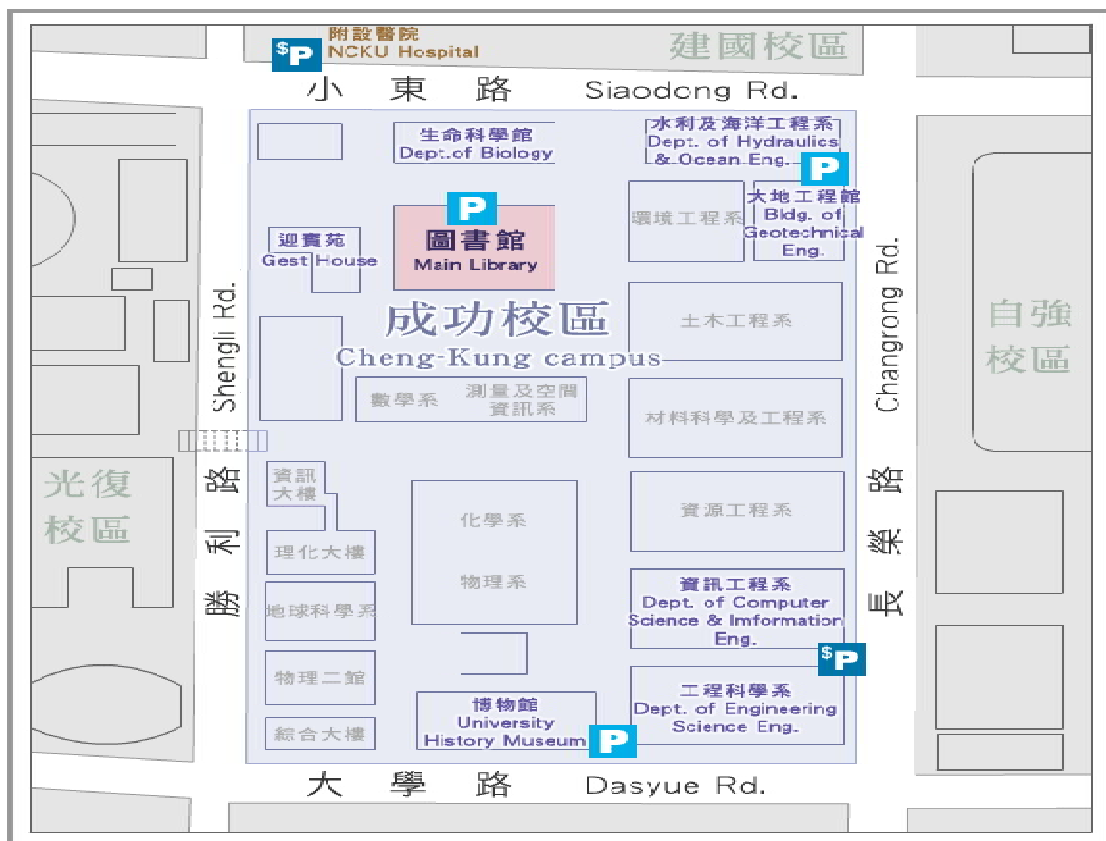 附設醫院
NCKU Hospital
$P
建國校區
小東路 Siaodong Rd.
生命科學館
Dept.of Biology
水利及海洋工程系
Dept. of Hydraulics
& Ocean Eng.
P
P
圖書館
Main Library
迎賓苑
Gest House
環境工程系
大地工程館
Bldg. of
Geotechnical
Eng.
成功校區
Cheng-Kung campus
土木工程系
自強
校區
Shengli Rd.
Changrong Rd.
數學系
測量及空間
資訊系
材料科學及工程系
光復
校區
勝利路
長榮路
資訊
大樓
化學系
資源工程系
理化大樓
物理系
地球科學系
資訊工程系
Dept. of Computer
Science & Imformation
Eng.
$P
物理二館
工程科學系
Dept. of Engineering
Science Eng.
博物館
University
History Museum
P
綜合大樓
大學路 Dasyue Rd.